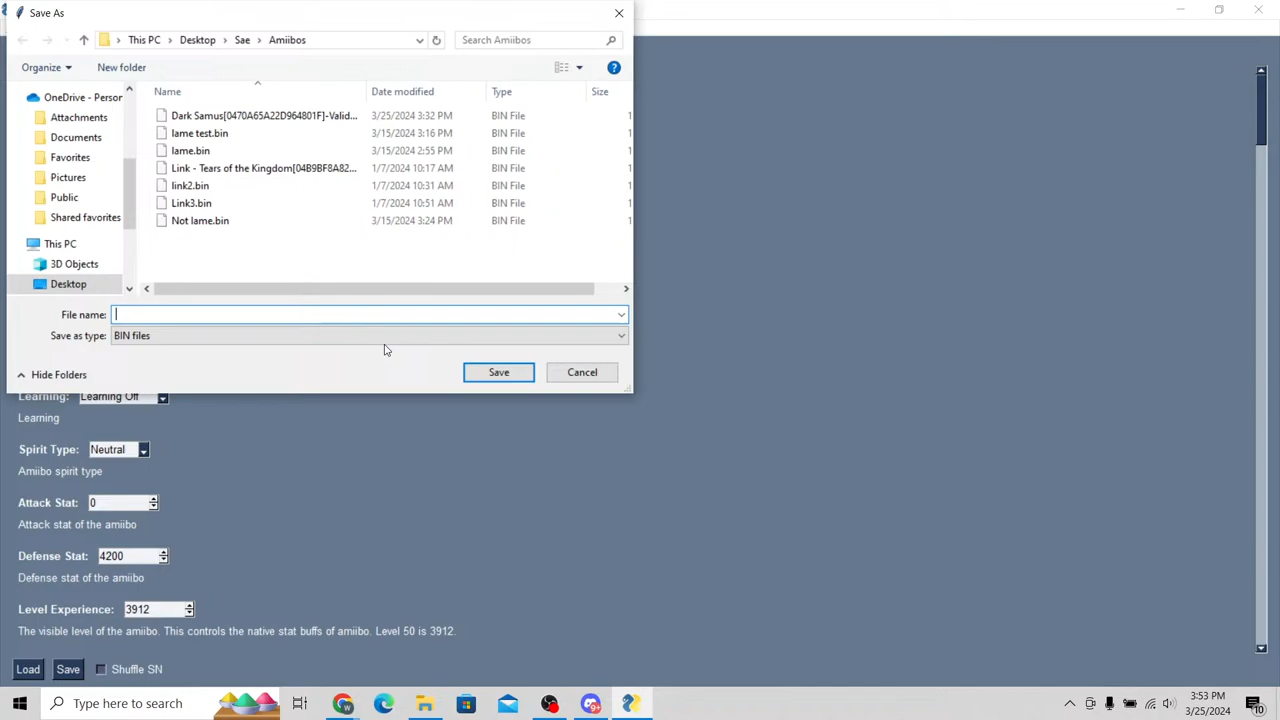 Save As
This PC > Desktop > Sae > Amiibos
Search Amiibos
Organize
New folder
OneDrive - Person
Attachments
Documents
Favorites
Pictures
Public
Shared favorites
This PC
3D Objects
Desktop
Name Date modified Type Size
Dark Samus[0470A65A22D964801F]-Valid... 3/25/2024 3:32 PM BIN File 1
lame test.bin 3/15/2024 3:16 PM BIN File 1
lame.bin 3/15/2024 2:55 PM BIN File 1
Link - Tears of the Kingdom[04B9BF8A82... 1/7/2024 10:17 AM BIN File 1
link2.bin 1/7/2024 10:31 AM BIN File 1
Link3.bin 1/7/2024 10:51 AM BIN File 1
Not lame.bin 3/15/2024 3:24 PM BIN File 1
File name:
Save as type: BIN files
Hide Folders
Save
Cancel
Learning: Learning Off
Learning
Spirit Type: Neutral
Amiibo spirit type
Attack Stat: 0
Attack stat of the amiibo
Defense Stat: 4200
Defense stat of the amiibo
Level Experience: 3912
The visible level of the amiibo. This controls the native stat buffs of amiibo. Level 50 is 3912.
Load Save Shuffle SN
Type here to search
9+
3:53 PM
3/25/2024
10